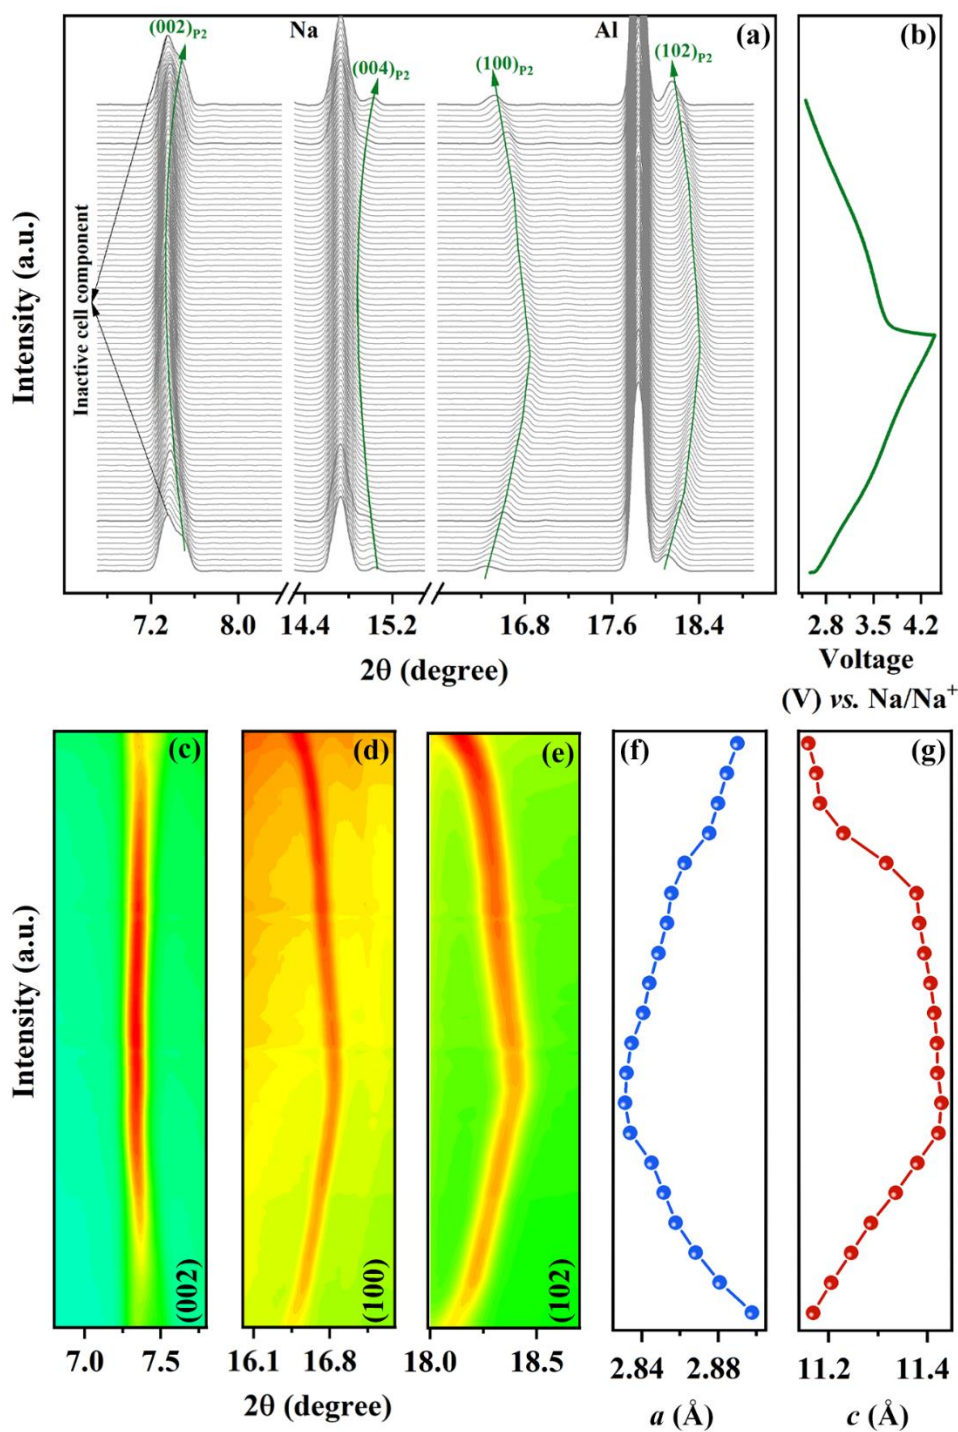 Na
Al
(a)
(b)
(002)P2
(004)P2
(100)P2
(102)P2
Intensity (a.u.)
Inactive cell component
7.2 8.0 14.4 15.2 16.8 17.6 18.4
2θ (degree)
2.8 3.5 4.2
Voltage
(V) vs. Na/Na⁺
(c)
(d)
(e)
(f)
(g)
Intensity (a.u.)
(002)
(100)
(102)
7.0 7.5 16.1 16.8 18.0 18.5
2θ (degree)
2.84 2.88
a (Å)
11.2 11.4
c (Å)